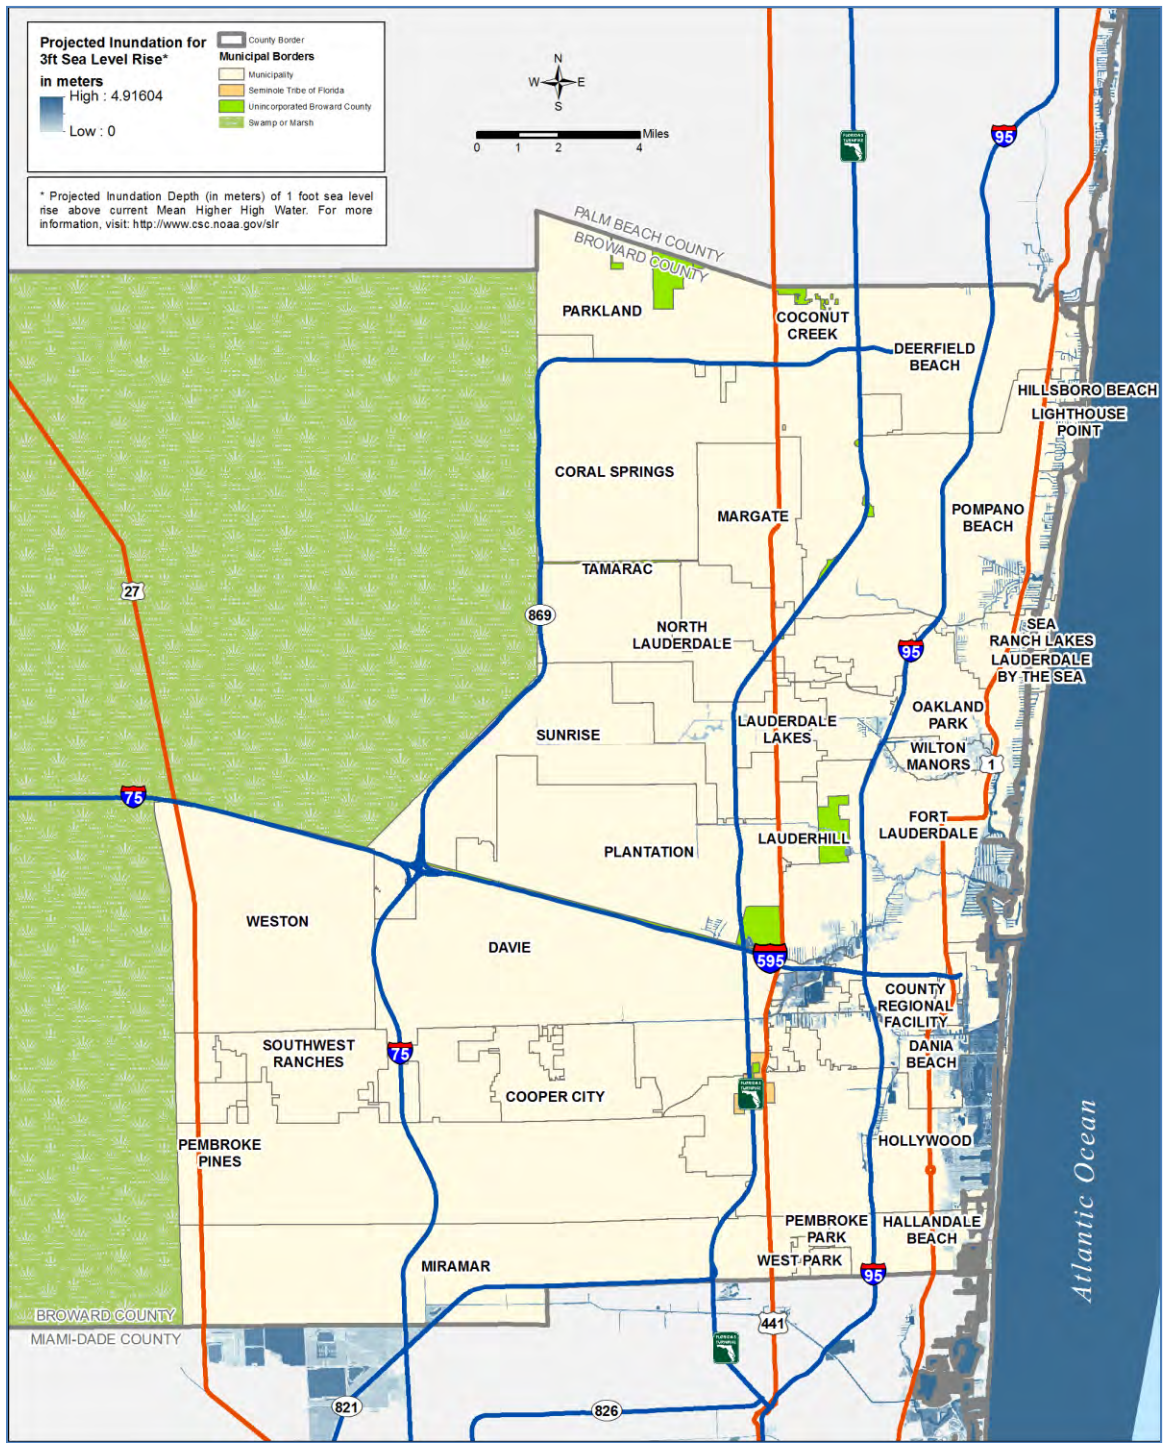 Projected Inundation for
3ft Sea Level Rise*
in meters
High : 4.91604
Low : 0
County Border
Municipal Borders
Municipality
Seminole Tribe of Florida
Unincorporated Broward County
Swamp or Marsh
* Projected Inundation Depth (in meters) of 1 foot sea level
rise above current Mean Higher High Water. For more
information, visit: http://www.csc.noaa.gov/slr
N
W E
S
Miles
0 1 2 4
95
PALM BEACH COUNTY
BROWARD COUNTY
PARKLAND
COCONUT
CREEK
DEERFIELD
BEACH
HILLSBORO BEACH
LIGHTHOUSE
POINT
CORAL SPRINGS
MARGATE
POMPANO
BEACH
TAMARAC
27
869
NORTH
LAUDERDALE
95
SEA
RANCH LAKES
LAUDERDALE
BY THE SEA
OAKLAND
PARK
SUNRISE
LAUDERDALE
LAKES
WILTON
MANORS
1
75
FORT
LAUDERDALE
LAUDERHILL
PLANTATION
WESTON
DAVIE
595
COUNTY
REGIONAL
FACILITY
DANIA
BEACH
SOUTHWEST
RANCHES
75
COOPER CITY
HOLLYWOOD
PEMBROKE
PINES
Atlantic Ocean
PEMBROKE
PARK
HALLANDALE
BEACH
WEST PARK
MIRAMAR
95
BROWARD COUNTY
MIAMI-DADE COUNTY
441
821
826